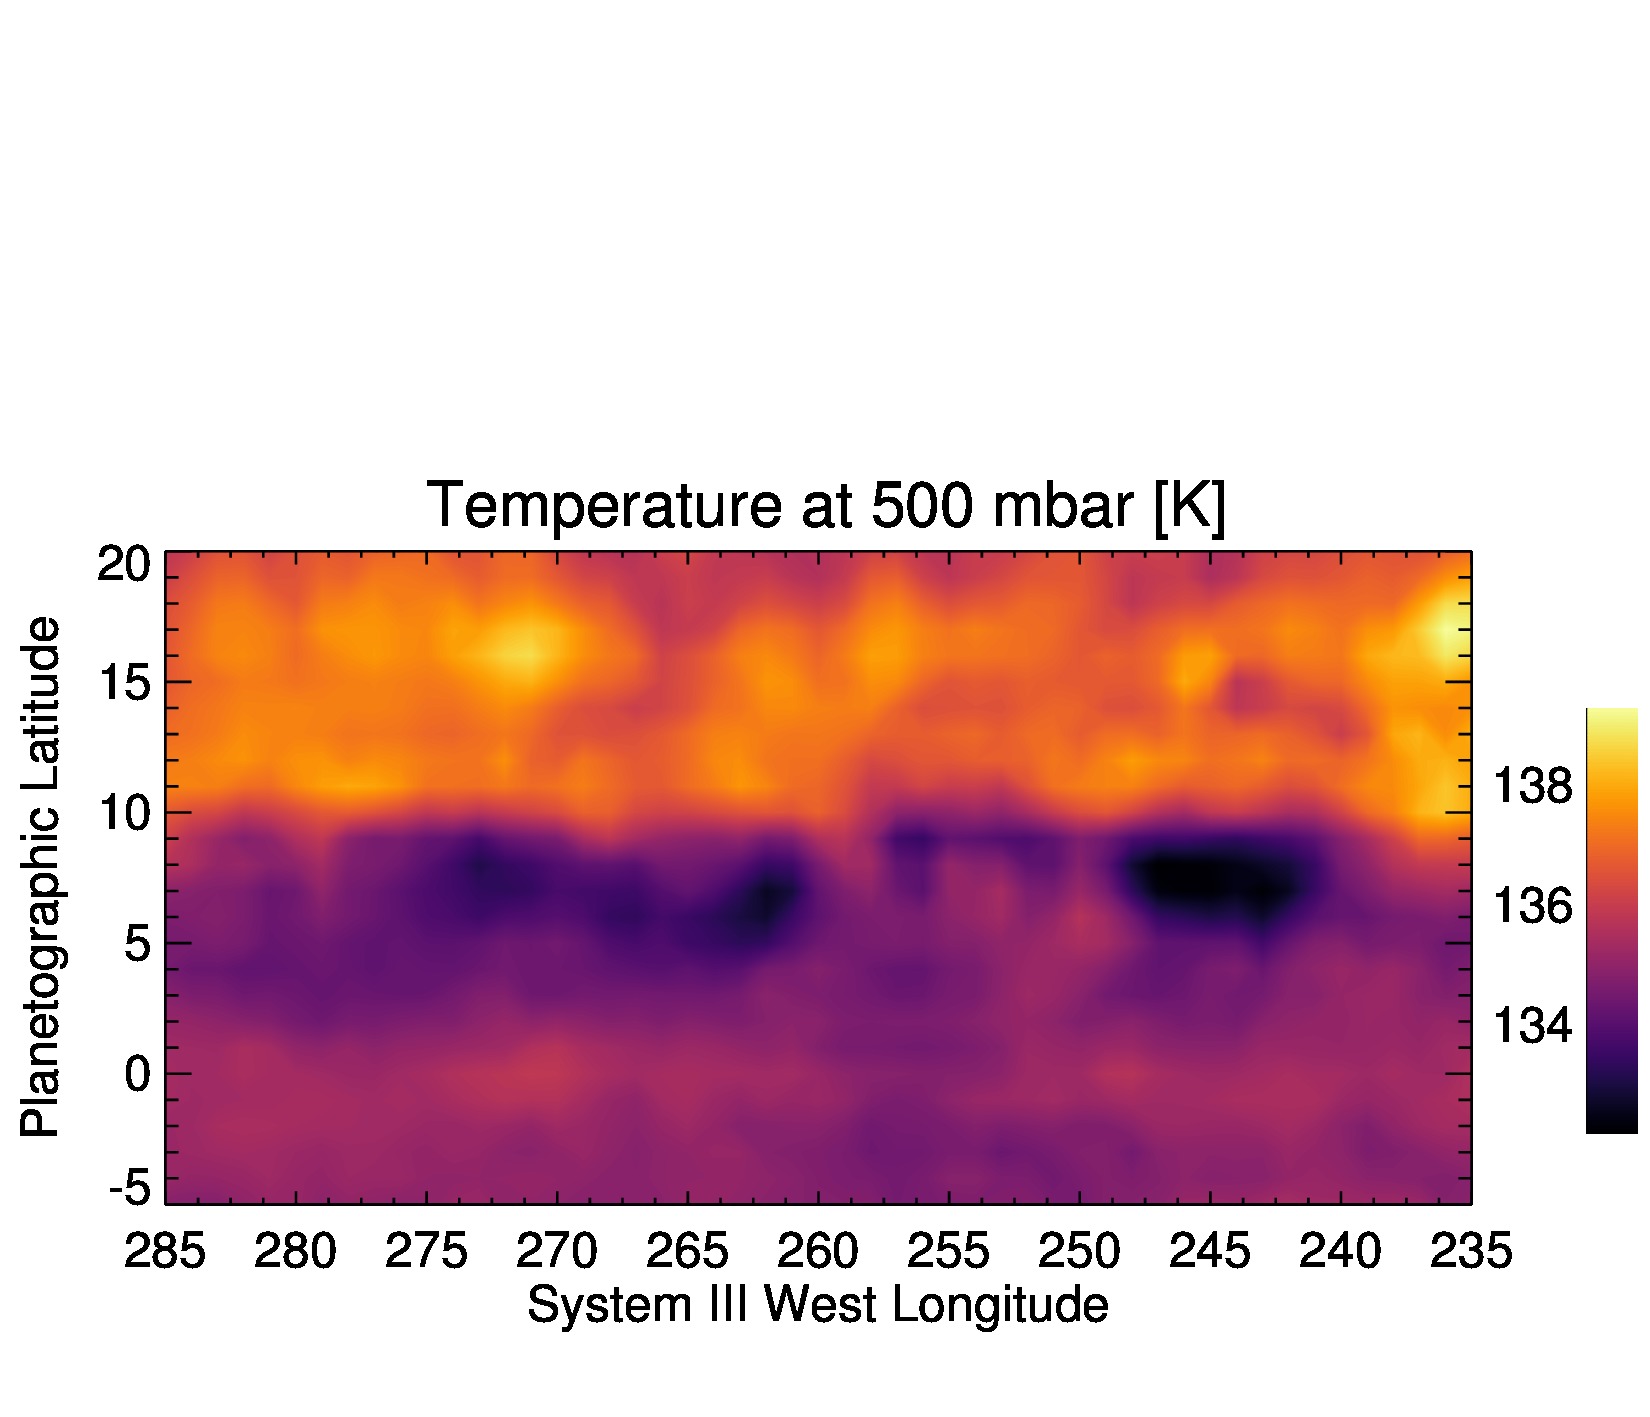 Temperature at 500 mbar [K]
20
15
10
5
0
-5
Planetographic Latitude
285 280 275 270 265 260 255 250 245 240 235
System III West Longitude
138
136
134